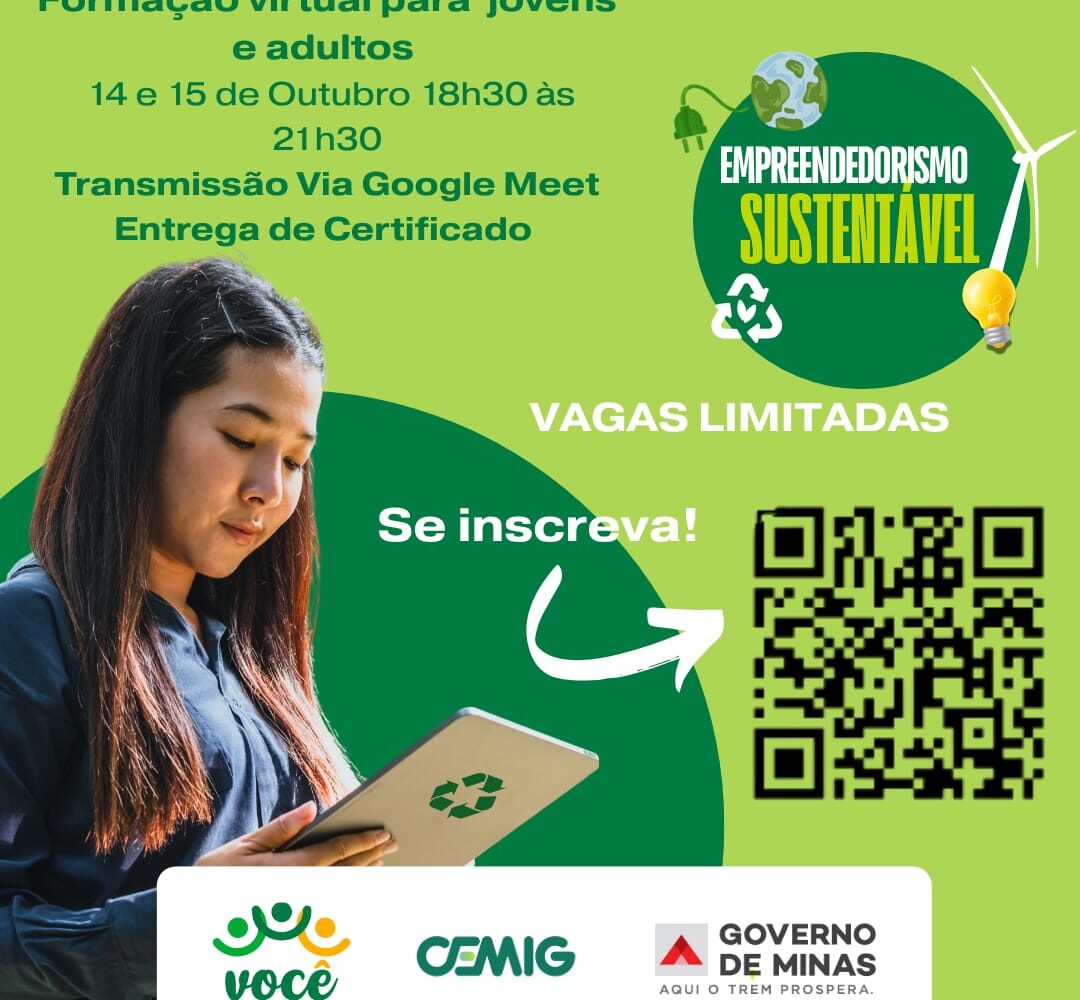 Formação virtual para jovens
e adultos
14 e 15 de Outubro 18h30 às
21h30
Transmissão Via Google Meet
Entrega de Certificado
EMPREENDEDORISMO
SUSTENTÁVEL
VAGAS LIMITADAS
Se inscreva!
você
CEMIG
GOVERNO
DE MINAS
AQUI O TREM PROSPERA.